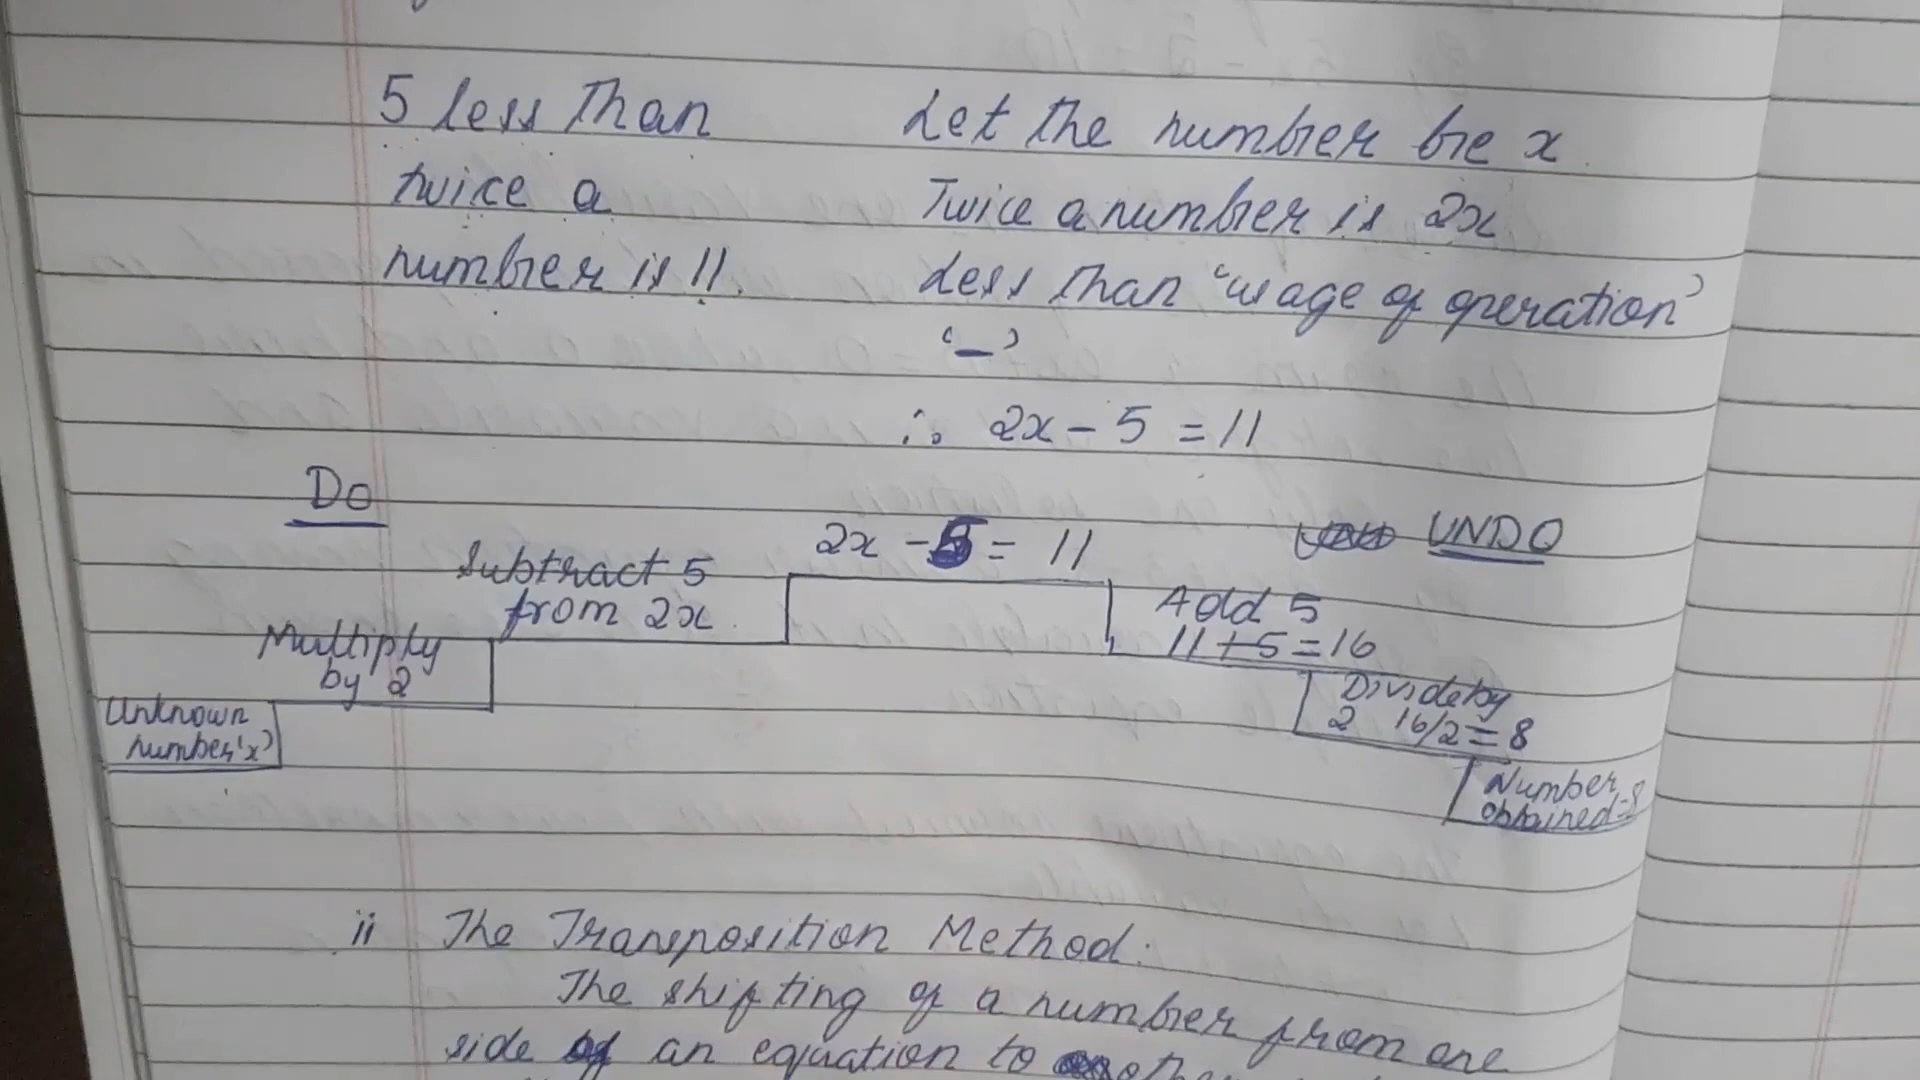 5 less than
twice a
number is 11.
Let the number be x
Twice a number is 2x
Less than 'usage of operation'
'-'
∴ 2x - 5 = 11
Do
UNDO
2x - 5 = 11
Subtract 5
from 2x
Multiply
by 2
Unknown
number 'x'
Add 5
11 + 5 = 16
Divide by
2 16/2 = 8
Number
obtained = 8
ii The Transposition Method:
The shifting of a number from one
side of an equation to